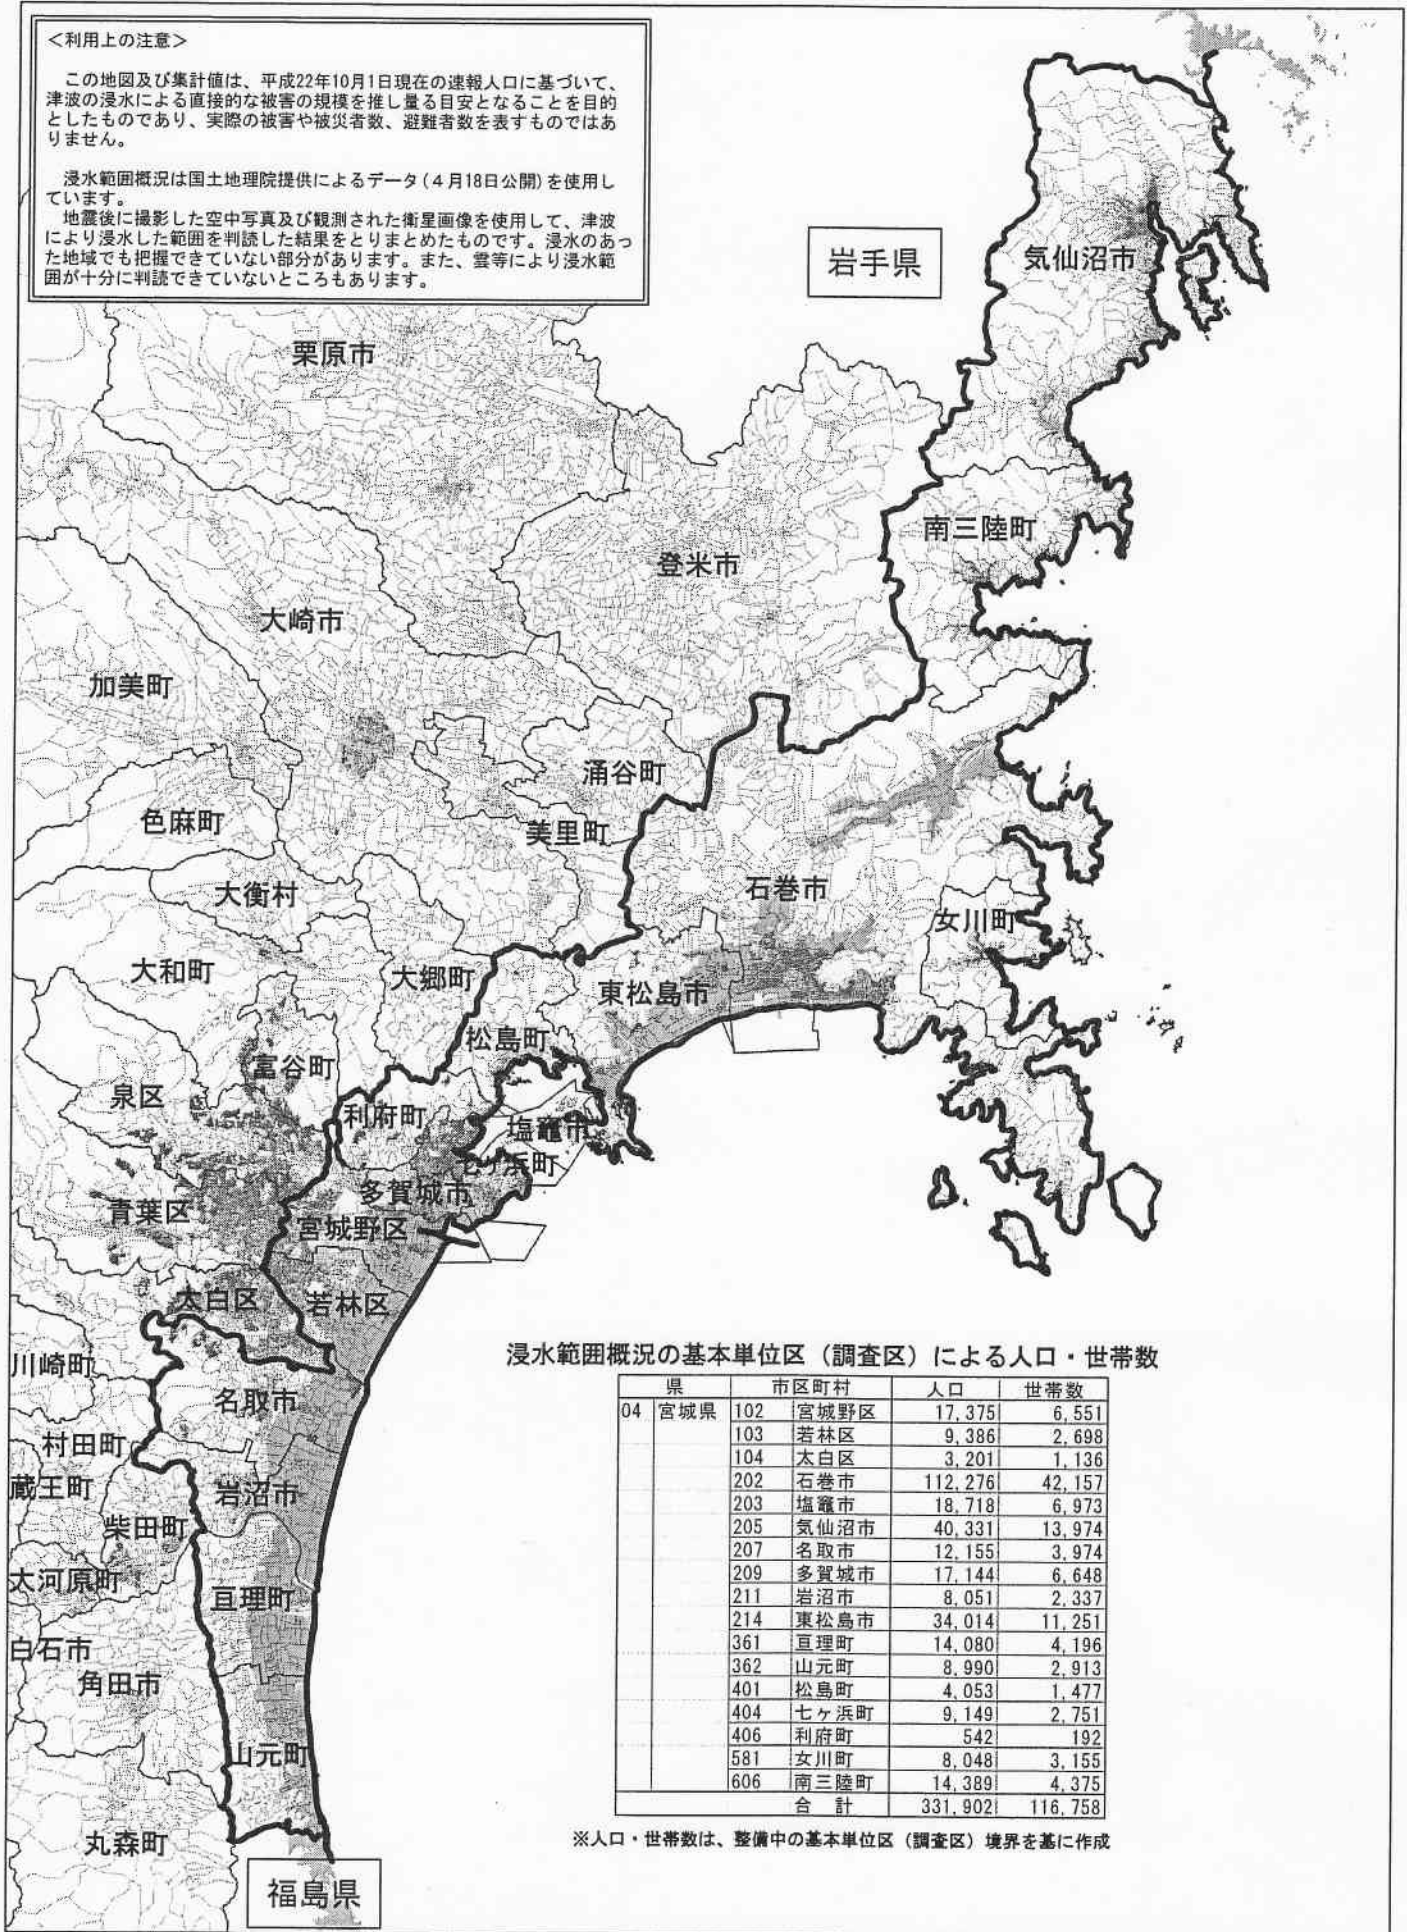 ＜利用上の注意＞
この地図及び集計値は、平成22年10月1日現在の速報人口に基づいて、
津波の浸水による直接的な被害の規模を推し量る目安となることを目的
としたものであり、実際の被害や被災者数、避難者数を表すものではあ
りません。
浸水範囲概況は国土地理院提供によるデータ(４月18日公開)を使用し
ています。
地震後に撮影した空中写真及び観測された衛星画像を使用して、津波
により浸水した範囲を判読した結果をとりまとめたものです。浸水のあっ
た地域でも把握できていない部分があります。また、雲等により浸水範
囲が十分に判読できていないところもあります。
岩手県
気仙沼市
栗原市
南三陸町
登米市
大崎市
加美町
涌谷町
色麻町
美里町
大衡村
石巻市
女川町
大和町
大郷町
東松島市
松島町
富谷町
泉区
利府町
塩竈市
七ヶ浜町
多賀城市
青葉区
宮城野区
太白区
若林区
川崎町
名取市
村田町
蔵王町
岩沼市
柴田町
大河原町
亘理町
白石市
角田市
山元町
丸森町
福島県
浸水範囲概況の基本単位区（調査区）による人口・世帯数
県 市区町村 人口 世帯数
04 宮城県 102 宮城野区 17,375 6,551
103 若林区 9,386 2,698
104 太白区 3,201 1,136
202 石巻市 112,276 42,157
203 塩竈市 18,718 6,973
205 気仙沼市 40,331 13,974
207 名取市 12,155 3,974
209 多賀城市 17,144 6,648
211 岩沼市 8,051 2,337
214 東松島市 34,014 11,251
361 亘理町 14,080 4,196
362 山元町 8,990 2,913
401 松島町 4,053 1,477
404 七ヶ浜町 9,149 2,751
406 利府町 542 192
581 女川町 8,048 3,155
606 南三陸町 14,389 4,375
合 計 331,902 116,758
※人口・世帯数は、整備中の基本単位区（調査区）境界を基に作成